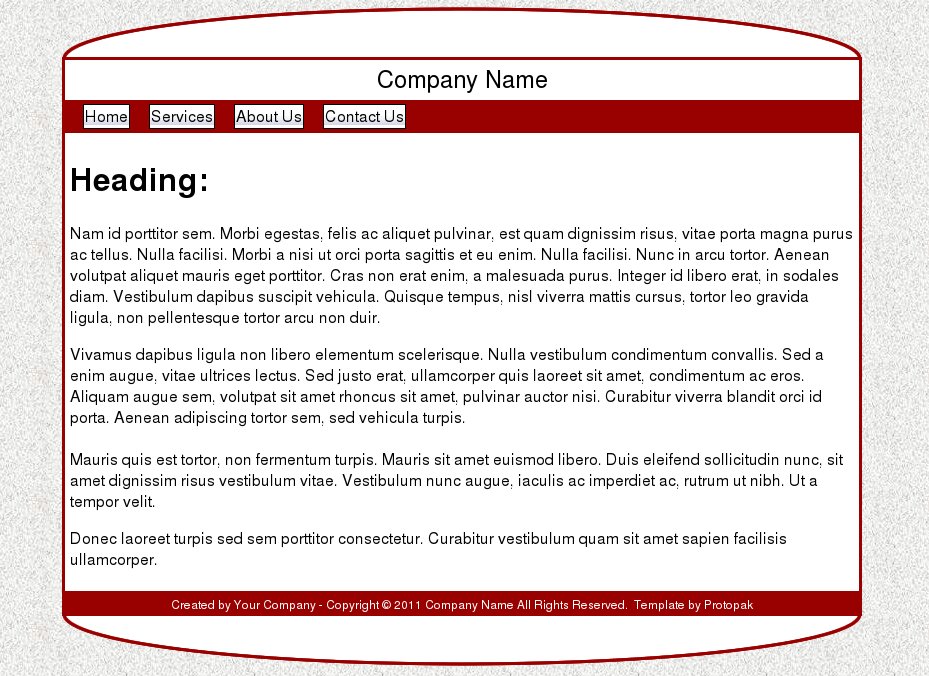 Company Name
Home Services About Us Contact Us
Heading:
Nam id porttitor sem. Morbi egestas, felis ac aliquet pulvinar, est quam dignissim risus, vitae porta magna purus
ac tellus. Nulla facilisi. Morbi a nisi ut orci porta sagittis et eu enim. Nulla facilisi. Nunc in arcu tortor. Aenean
volutpat aliquet mauris eget porttitor. Cras non erat enim, a malesuada purus. Integer id libero erat, in sodales
diam. Vestibulum dapibus suscipit vehicula. Quisque tempus, nisl viverra mattis cursus, tortor leo gravida
ligula, non pellentesque tortor arcu non duir.
Vivamus dapibus ligula non libero elementum scelerisque. Nulla vestibulum condimentum convallis. Sed a
enim augue, vitae ultrices lectus. Sed justo erat, ullamcorper quis laoreet sit amet, condimentum ac eros.
Aliquam augue sem, volutpat sit amet rhoncus sit amet, pulvinar auctor nisi. Curabitur viverra blandit orci id
porta. Aenean adipiscing tortor sem, sed vehicula turpis.
Mauris quis est tortor, non fermentum turpis. Mauris sit amet euismod libero. Duis eleifend sollicitudin nunc, sit
amet dignissim risus vestibulum vitae. Vestibulum nunc augue, iaculis ac imperdiet ac, rutrum ut nibh. Ut a
tempor velit.
Donec laoreet turpis sed sem porttitor consectetur. Curabitur vestibulum quam sit amet sapien facilisis
ullamcorper.
Created by Your Company - Copyright © 2011 Company Name All Rights Reserved. Template by Protopak